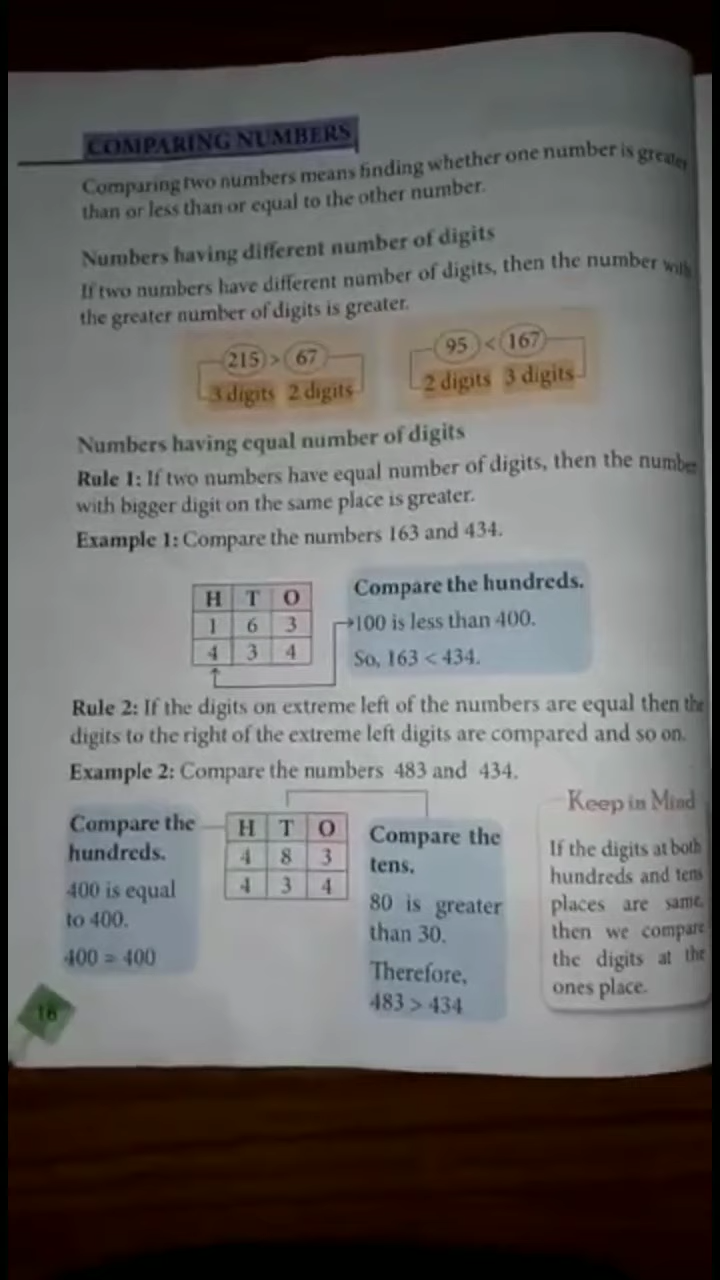 COMPARING NUMBERS
Comparing two numbers means finding whether one number is greater
than or less than or equal to the other number.
Numbers having different number of digits
If two numbers have different number of digits, then the number with
the greater number of digits is greater.
215 > 67
3 digits 2 digits
95 < 167
2 digits 3 digits
Numbers having equal number of digits
Rule 1: If two numbers have equal number of digits, then the number
with bigger digit on the same place is greater.
Example 1: Compare the numbers 163 and 434.
H T O
1 6 3
4 3 4
Compare the hundreds.
100 is less than 400.
So, 163 < 434.
Rule 2: If the digits on extreme left of the numbers are equal then the
digits to the right of the extreme left digits are compared and so on.
Example 2: Compare the numbers 483 and 434.
Compare the
hundreds.
400 is equal
to 400.
400 = 400
H T O
4 8 3
4 3 4
Compare the
tens.
80 is greater
than 30.
Therefore,
483 > 434
Keep in Mind
If the digits at both
hundreds and tens
places are same,
then we compare
the digits at the
ones place.
18